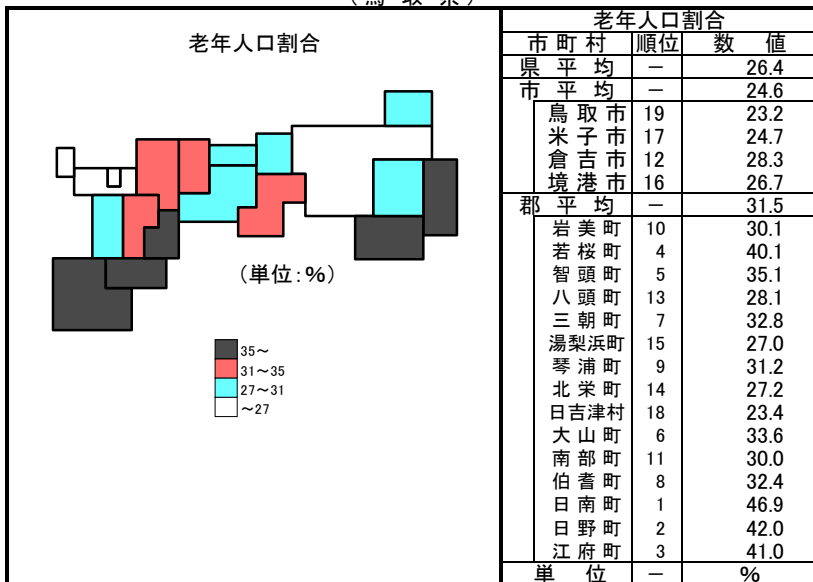 (鳥取県)
老年人口割合
(単位:%)
35～
31～35
27～31
～27
老年人口割合
市町村 順位 数 値
県平均 － 26.4
市平均 － 24.6
鳥取市 19 23.2
米子市 17 24.7
倉吉市 12 28.3
境港市 16 26.7
郡平均 － 31.5
岩美町 10 30.1
若桜町 4 40.1
智頭町 5 35.1
八頭町 13 28.1
三朝町 7 32.8
湯梨浜町 15 27.0
琴浦町 9 31.2
北栄町 14 27.2
日吉津村 18 23.4
大山町 6 33.6
南部町 11 30.0
伯耆町 8 32.4
日南町 1 46.9
日野町 2 42.0
江府町 3 41.0
単位 － %